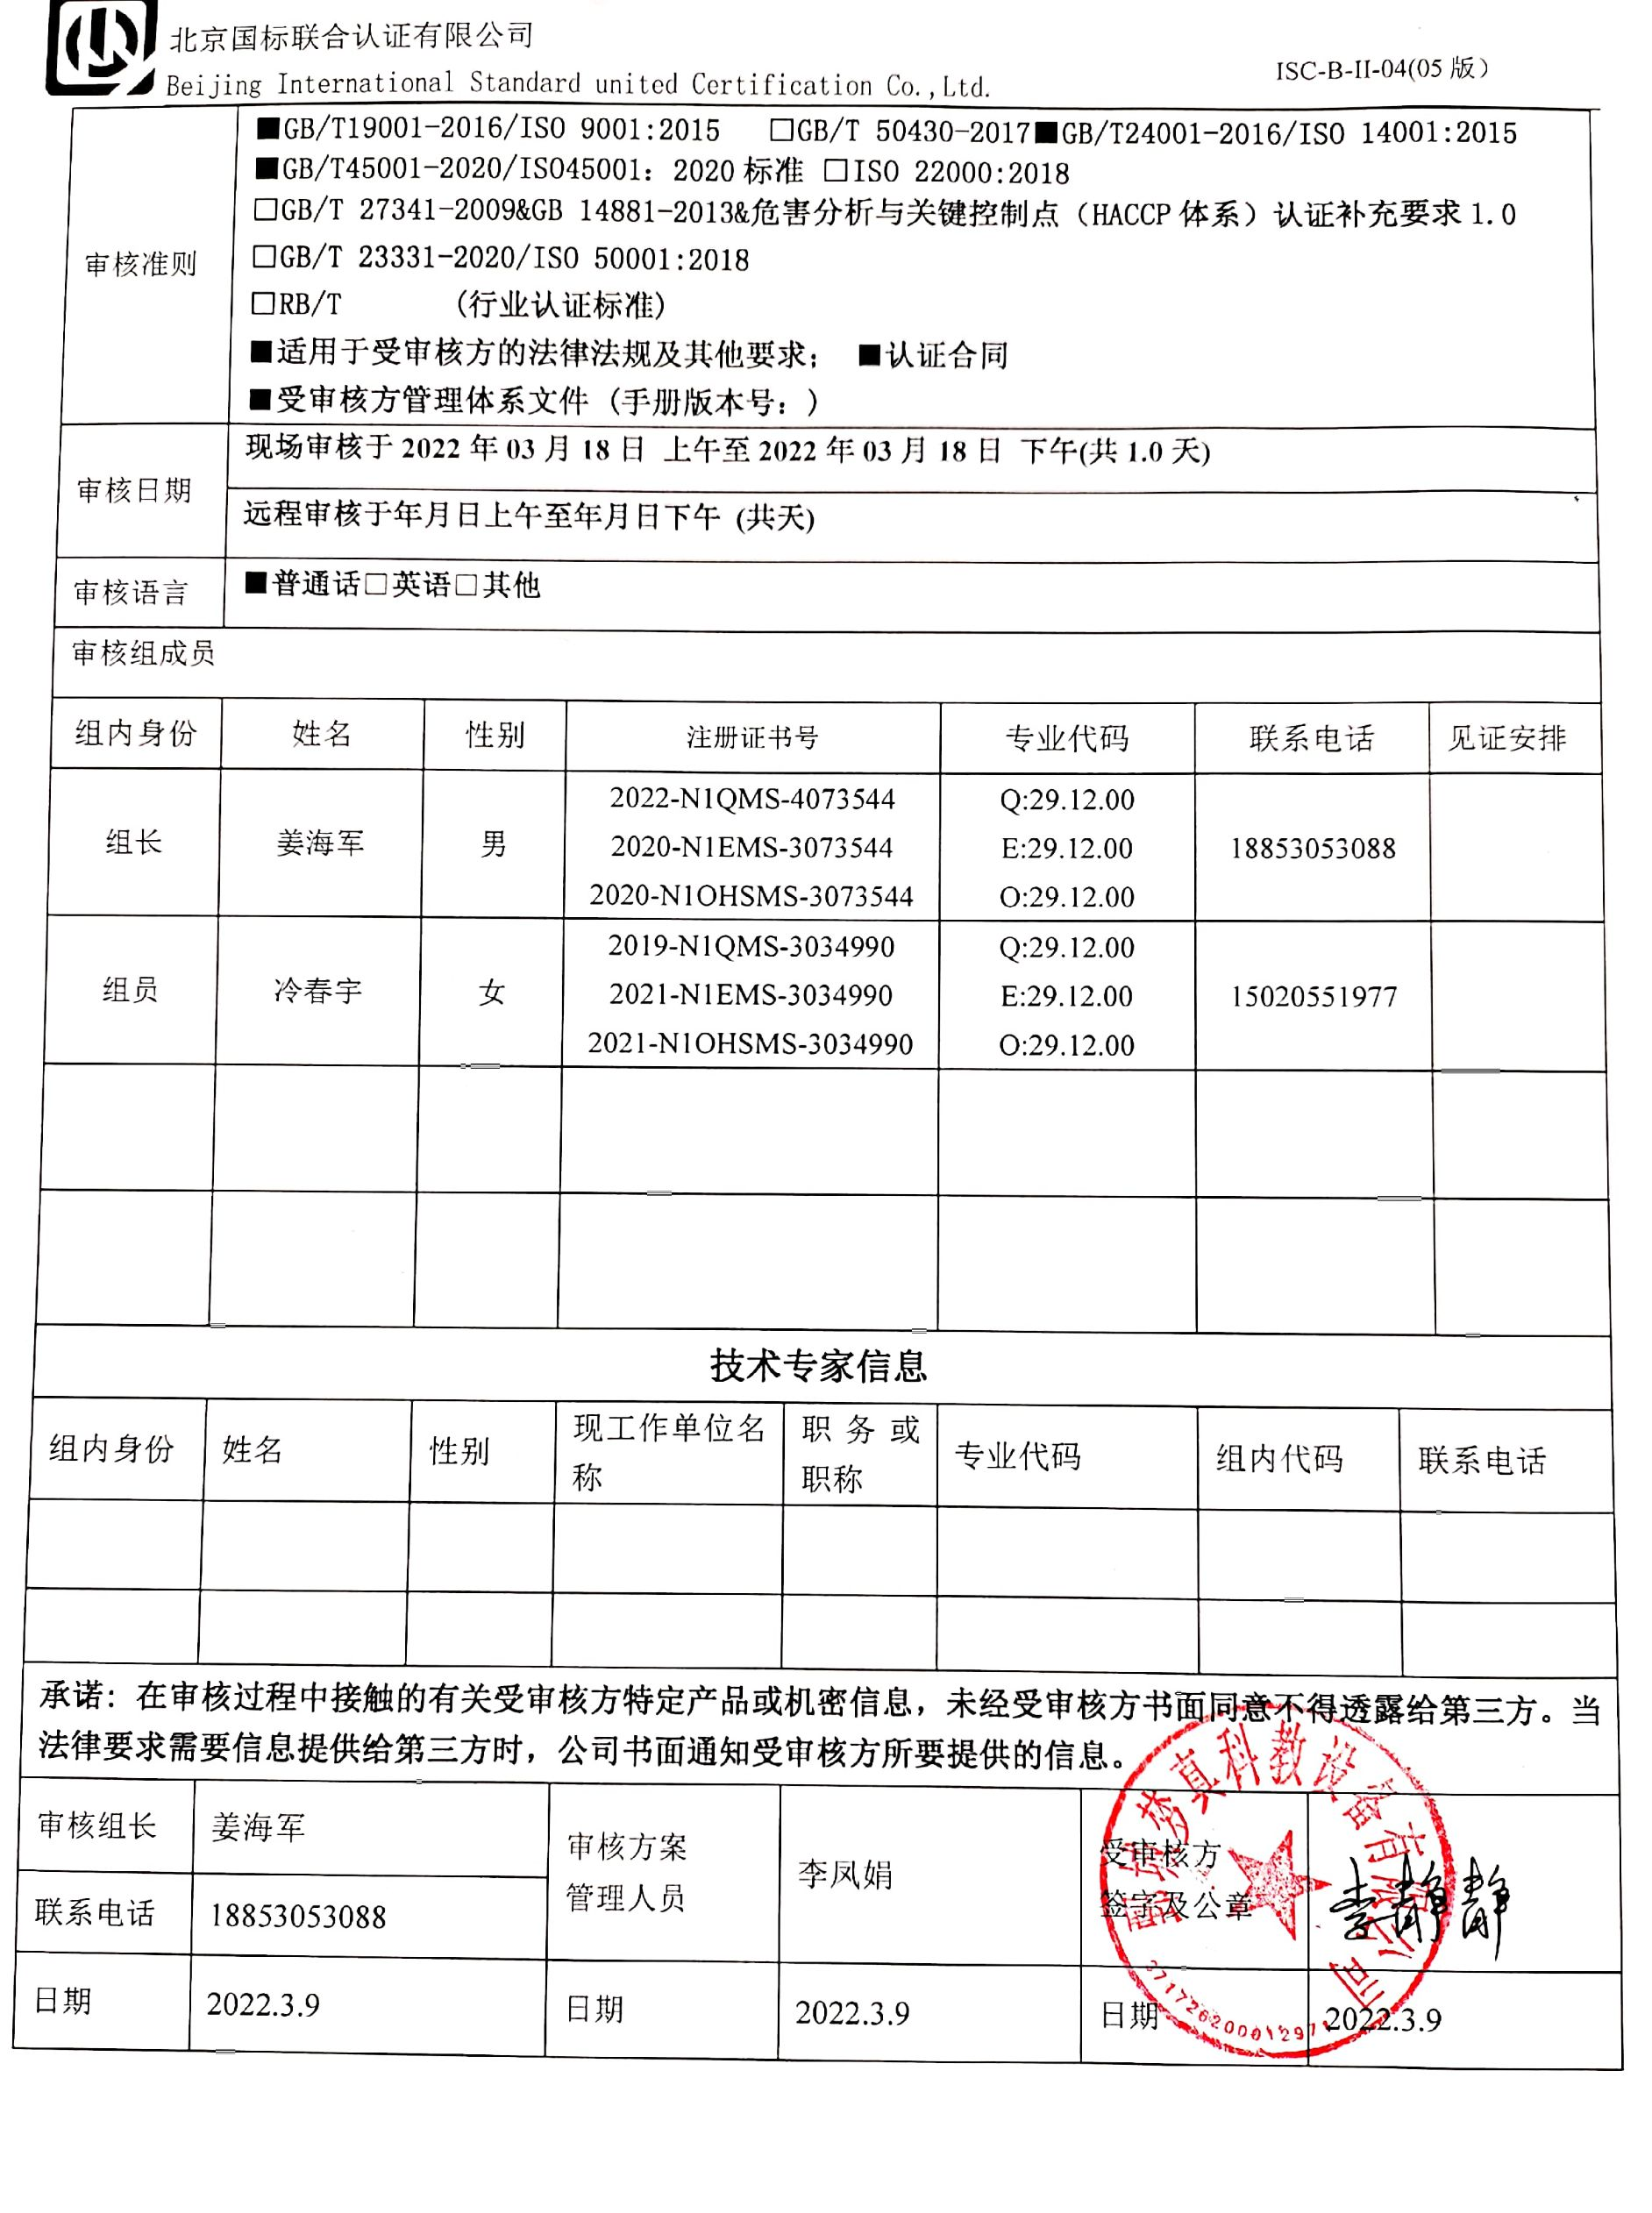 北京国标联合认证有限公司
Beijing International Standard united Certification Co.,Ltd.
ISC-B-II-04(05 版)
审核准则
■GB/T19001-2016/ISO 9001:2015 □GB/T 50430-2017■GB/T24001-2016/ISO 14001:2015
■GB/T45001-2020/ISO45001：2020 标准 □ISO 22000:2018
□GB/T 27341-2009&GB 14881-2013&危害分析与关键控制点（HACCP 体系）认证补充要求 1.0
□GB/T 23331-2020/ISO 50001:2018
□RB/T (行业认证标准)
■适用于受审核方的法律法规及其他要求； ■认证合同
■受审核方管理体系文件（手册版本号：）
审核日期
现场审核于 2022 年 03 月 18 日 上午至 2022 年 03 月 18 日 下午(共 1.0 天)
远程审核于年月日上午至年月日下午 (共天)
审核语言
■普通话□英语□其他
审核组成员
组内身份 姓名 性别 注册证书号 专业代码 联系电话 见证安排
组长 姜海军 男 2022-N1QMS-4073544 Q:29.12.00 18853053088
2020-N1EMS-3073544 E:29.12.00
2020-N1OHSMS-3073544 O:29.12.00
组员 冷春宇 女 2019-N1QMS-3034990 Q:29.12.00 15020551977
2021-N1EMS-3034990 E:29.12.00
2021-N1OHSMS-3034990 O:29.12.00
技术专家信息
组内身份 姓名 性别 现工作单位名称 职务或职称 专业代码 组内代码 联系电话
承诺：在审核过程中接触的有关受审核方特定产品或机密信息，未经受审核方书面同意不得透露给第三方。当
法律要求需要信息提供给第三方时，公司书面通知受审核方所要提供的信息。
审核组长 姜海军
联系电话 18853053088
审核方案
管理人员
李凤娟
受审核方
签字及公章
李静静
梦真科教设备有限公司
日期 2022.3.9 日期 2022.3.9 日期 2022.3.9